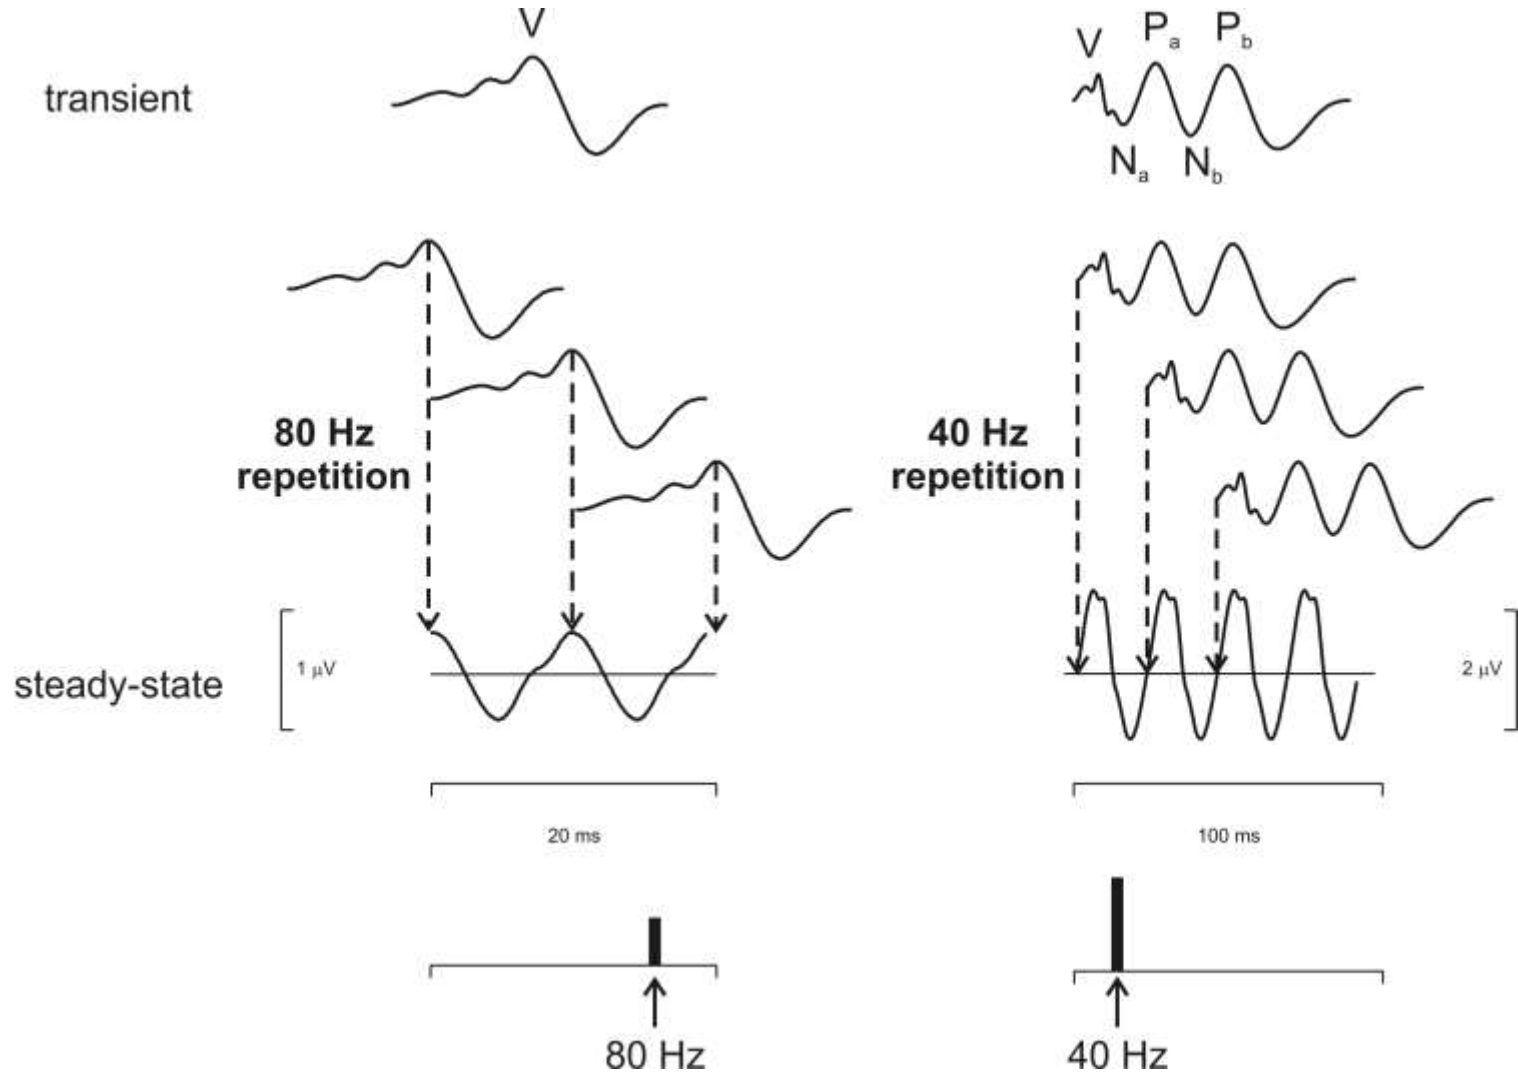 V
transient
V
P_a
P_b
N_a
N_b
80 Hz
repetition
40 Hz
repetition
steady-state
1 μV
2 μV
20 ms
100 ms
80 Hz
40 Hz